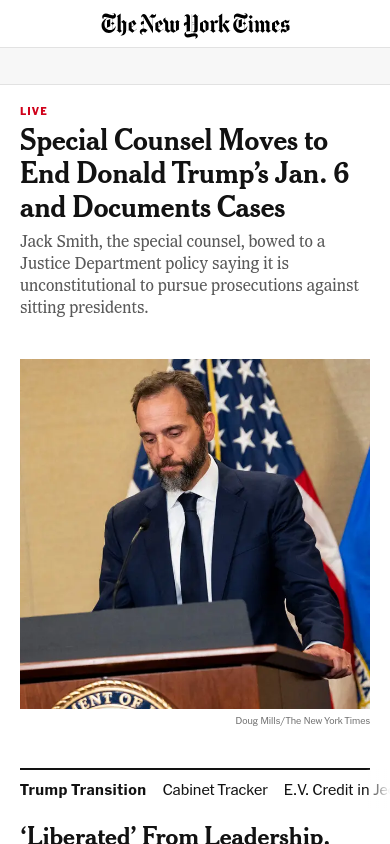 The New York Times
LIVE
Special Counsel Moves to
End Donald Trump’s Jan. 6
and Documents Cases
Jack Smith, the special counsel, bowed to a
Justice Department policy saying it is
unconstitutional to pursue prosecutions against
sitting presidents.
MENT OF
Doug Mills/The New York Times
Trump Transition Cabinet Tracker E.V. Credit in Je
‘Liberated’ From Leadership,